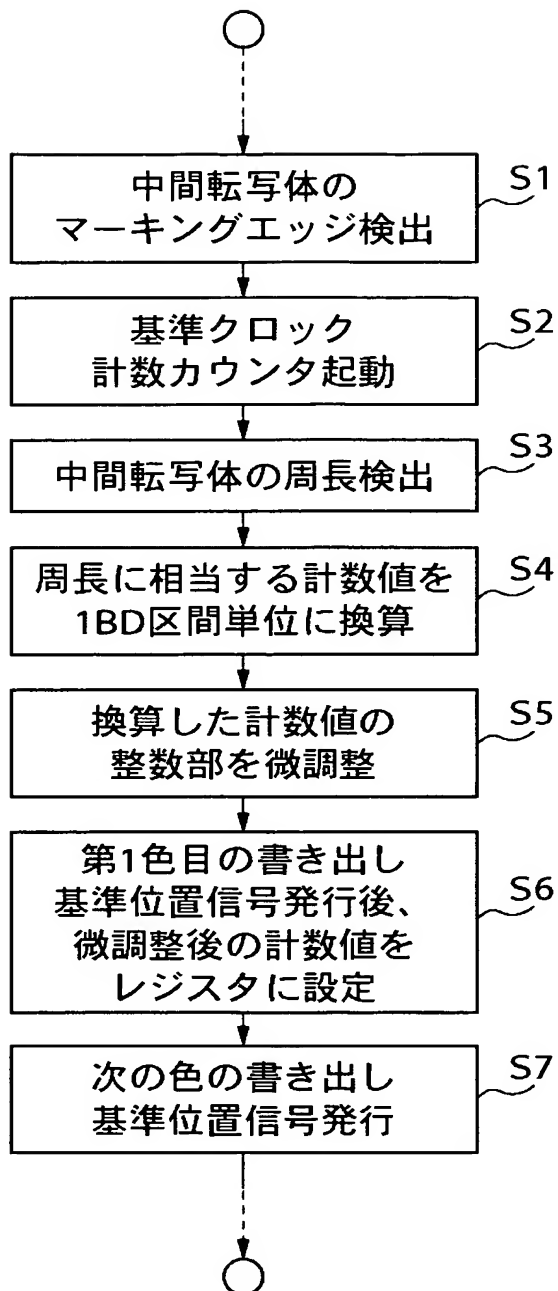 中間転写体の
マーキングエッジ検出
S1
基準クロック
計数カウンタ起動
S2
中間転写体の周長検出
S3
周長に相当する計数値を
1BD区間単位に換算
S4
換算した計数値の
整数部を微調整
S5
第1色目の書き出し
基準位置信号発行後、
微調整後の計数値を
レジスタに設定
S6
次の色の書き出し
基準位置信号発行
S7